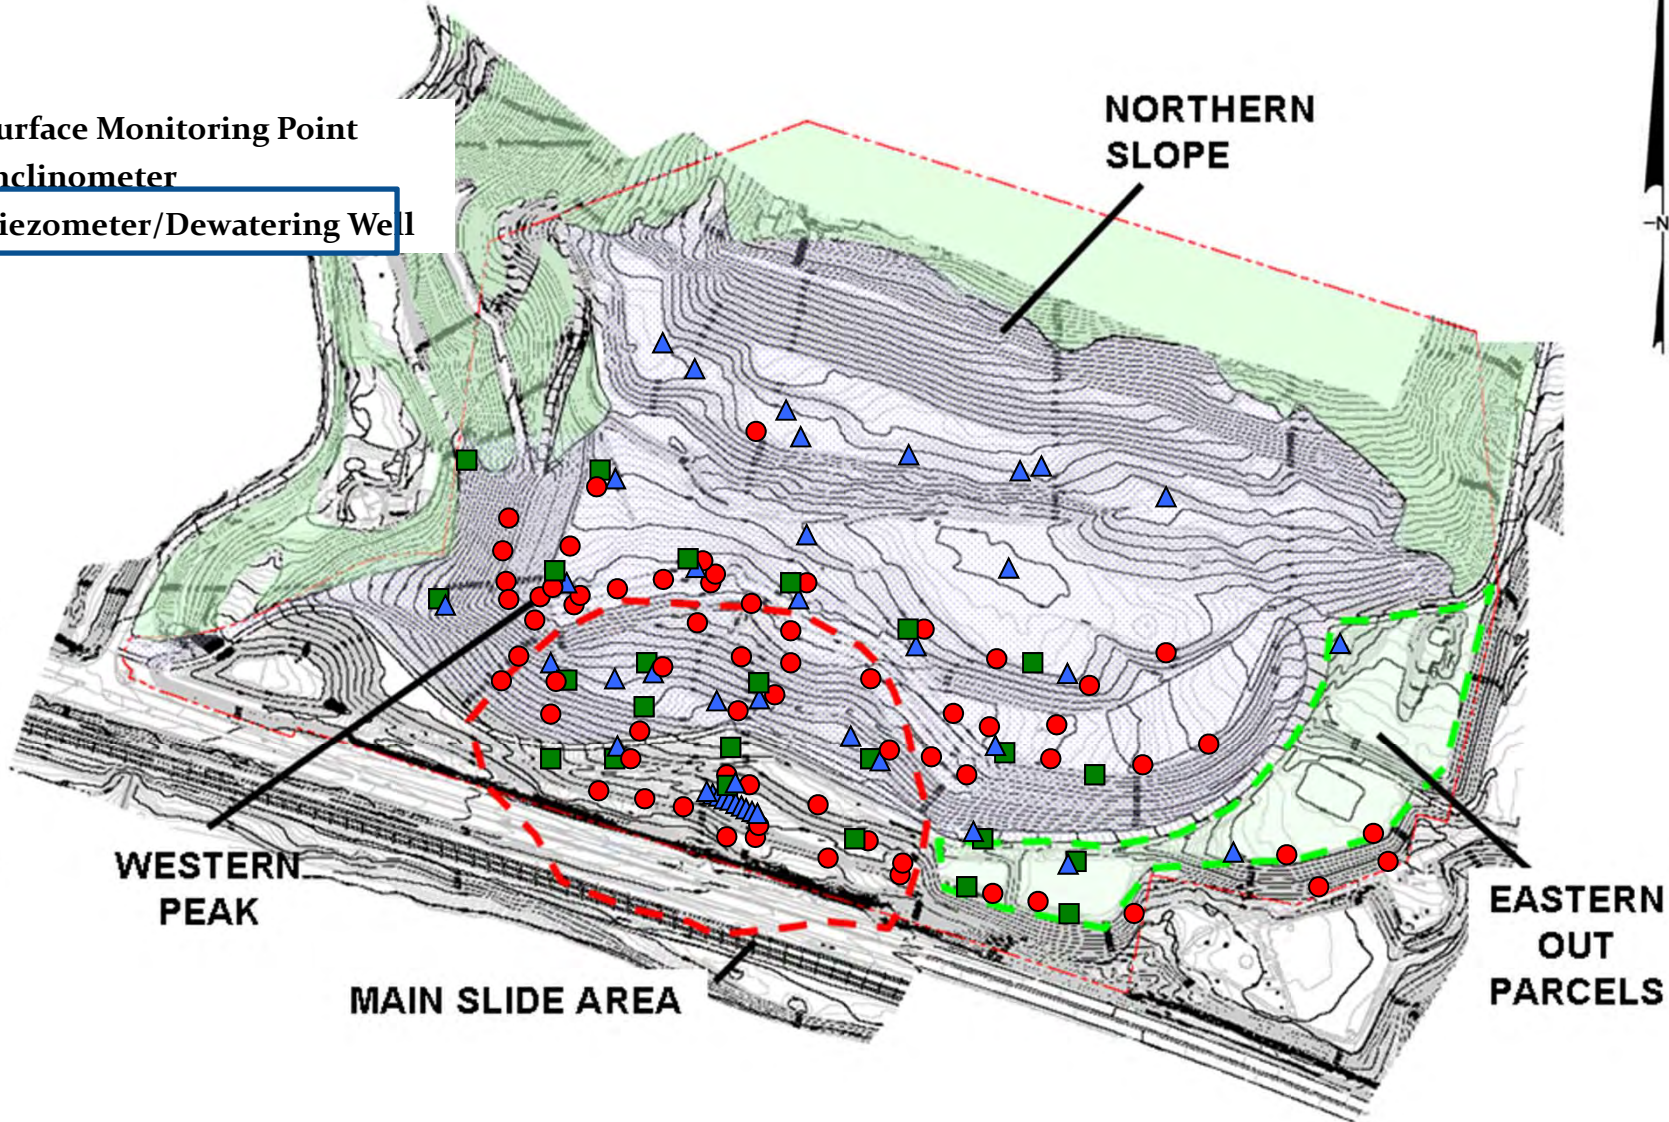 NORTHERN
SLOPE
urface Monitoring Point
nclinometer
iezometer/Dewatering Well
N
WESTERN
PEAK
MAIN SLIDE AREA
EASTERN
OUT
PARCELS